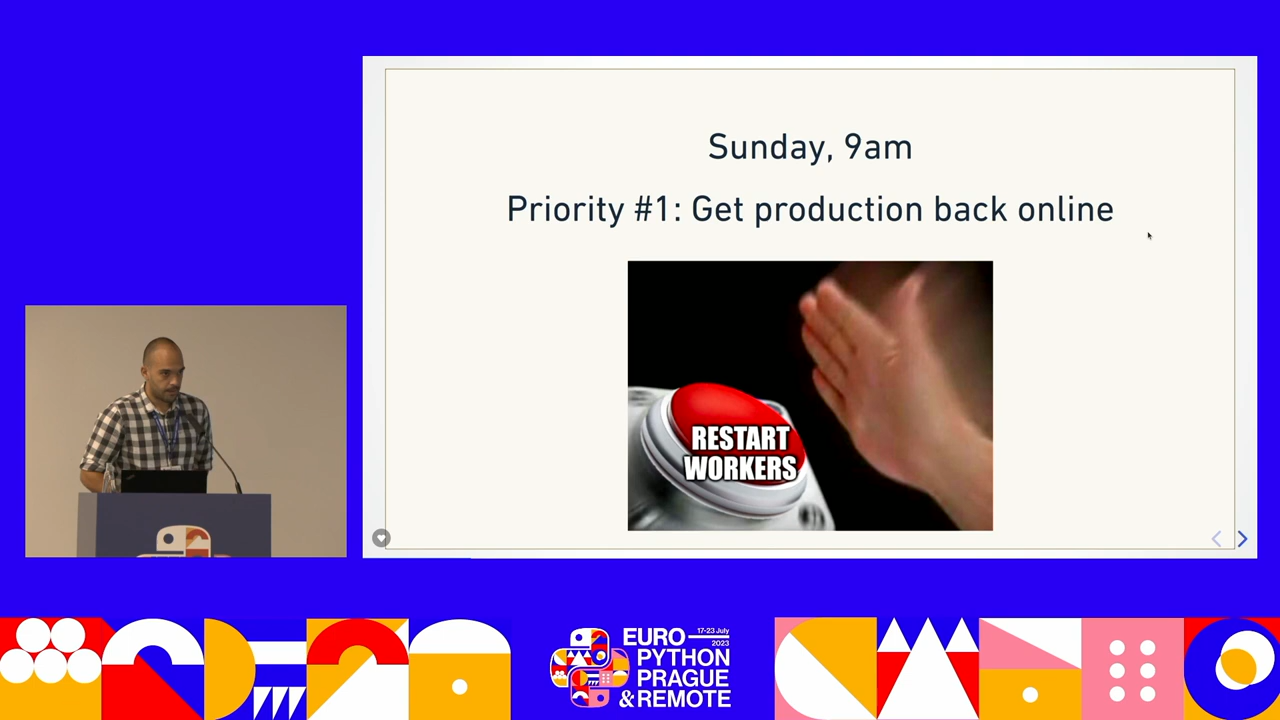 Sunday, 9am
Priority #1: Get production back online
RESTART
WORKERS
EURO
17-23 July
2023
PYTHON
PRAGUE
& REMOTE